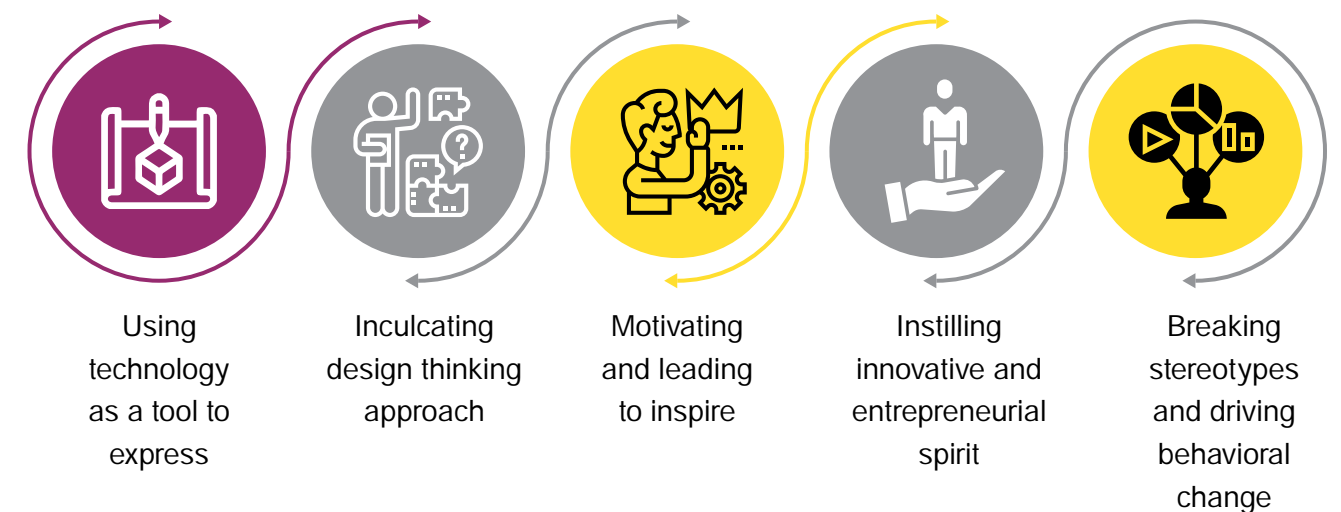 Using
technology
as a tool to
express
Inculcating
design thinking
approach
Motivating
and leading
to inspire
Instilling
innovative and
entrepreneurial
spirit
Breaking
stereotypes
and driving
behavioral
change